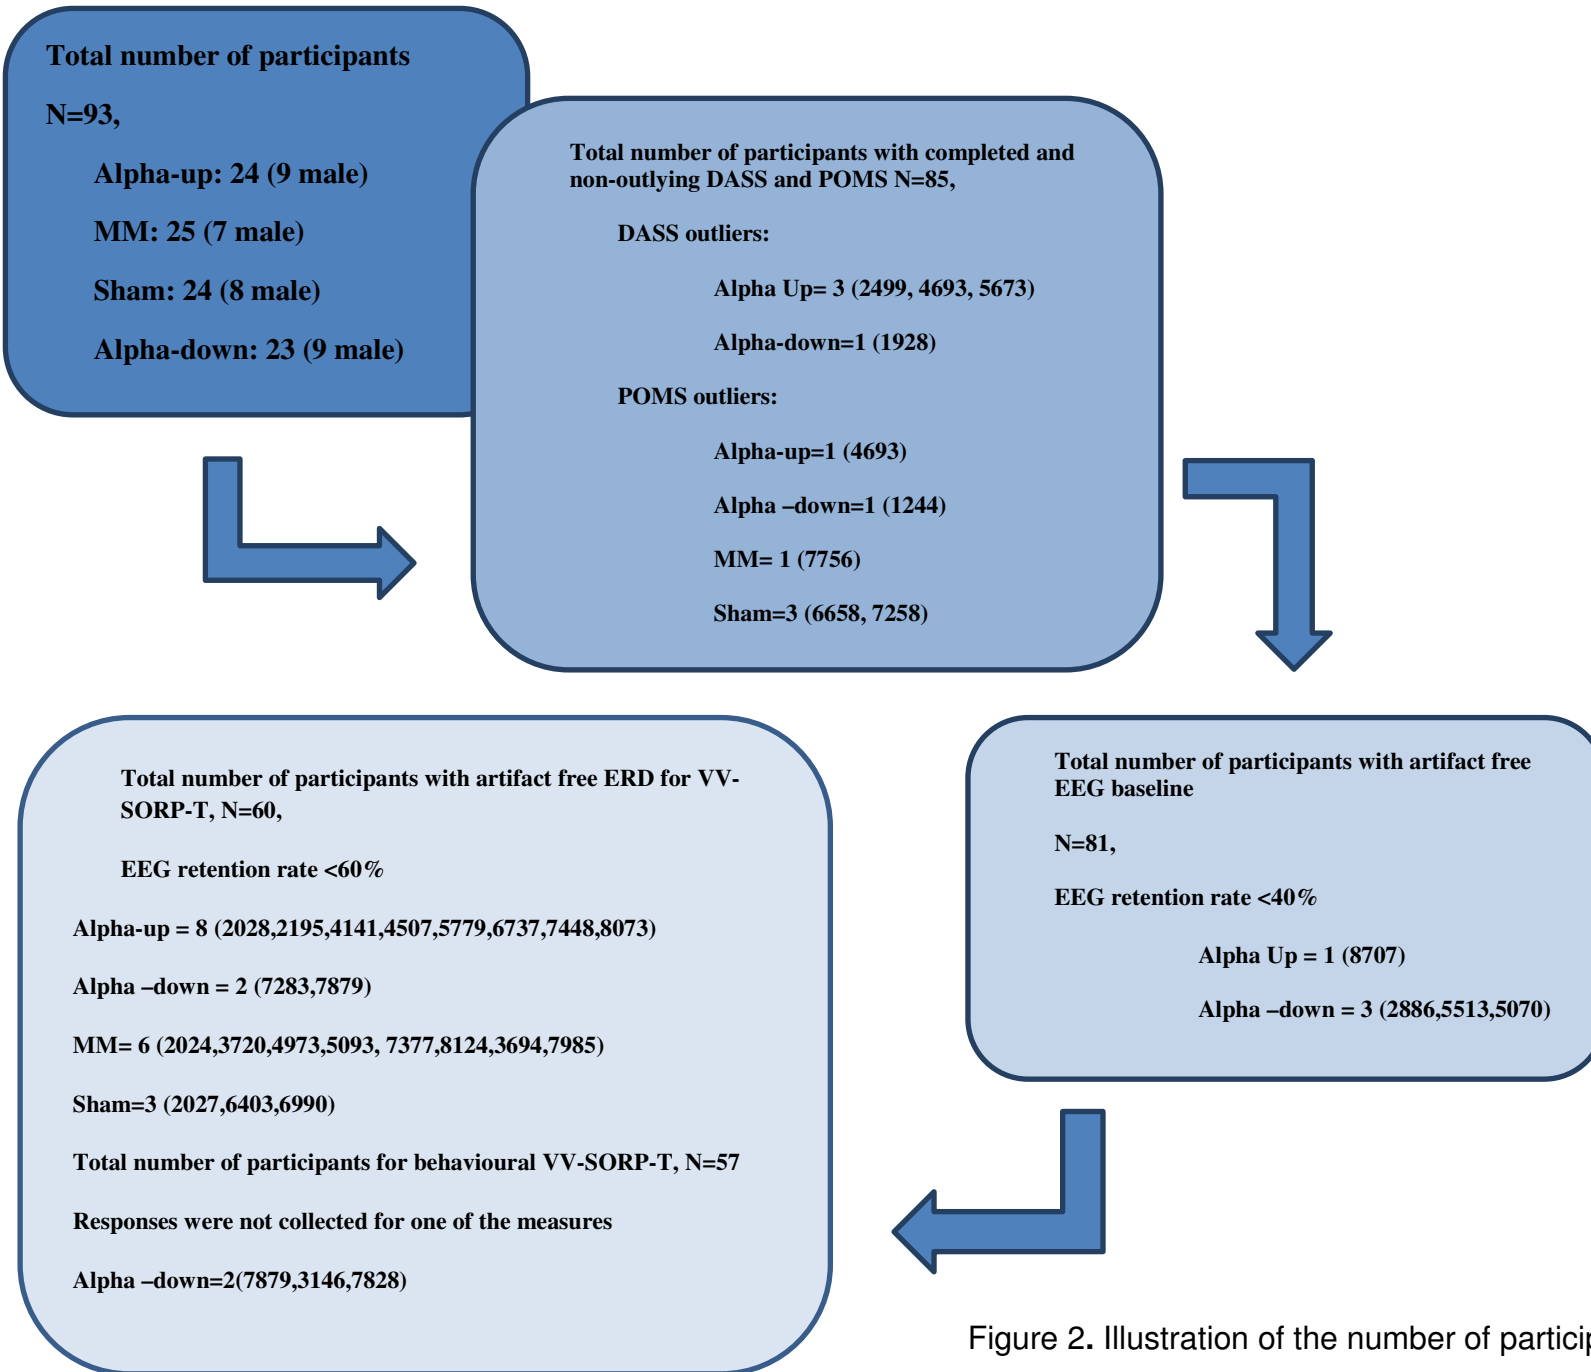 Total number of participants
N=93,
Alpha-up: 24 (9 male)
MM: 25 (7 male)
Sham: 24 (8 male)
Alpha-down: 23 (9 male)
Total number of participants with completed and
non-outlying DASS and POMS N=85,
DASS outliers:
Alpha Up= 3 (2499, 4693, 5673)
Alpha-down=1 (1928)
POMS outliers:
Alpha-up=1 (4693)
Alpha –down=1 (1244)
MM= 1 (7756)
Sham=3 (6658, 7258)
Total number of participants with artifact free
EEG baseline
N=81,
EEG retention rate <40%
Alpha Up = 1 (8707)
Alpha –down = 3 (2886,5513,5070)
Total number of participants with artifact free ERD for VV-
SORP-T, N=60,
EEG retention rate <60%
Alpha-up = 8 (2028,2195,4141,4507,5779,6737,7448,8073)
Alpha –down = 2 (7283,7879)
MM= 6 (2024,3720,4973,5093, 7377,8124,3694,7985)
Sham=3 (2027,6403,6990)
Total number of participants for behavioural VV-SORP-T, N=57
Responses were not collected for one of the measures
Alpha –down=2(7879,3146,7828)
Figure 2. Illustration of the number of particip